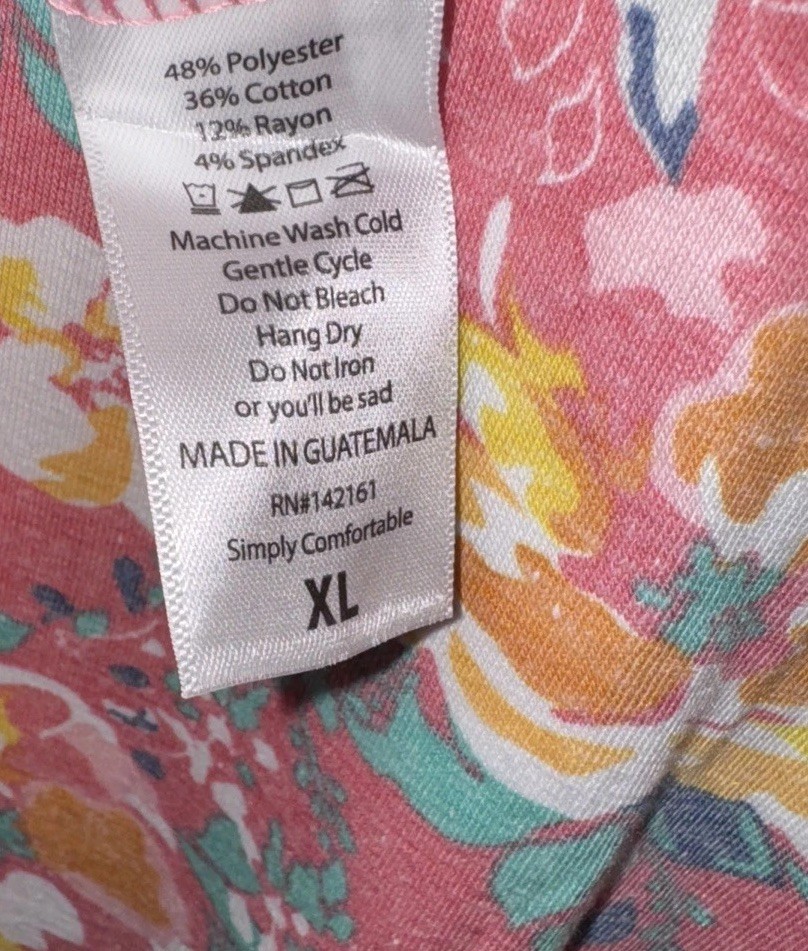 48% Polyester
36% Cotton
12% Rayon
4% Spandex
Machine Wash Cold
Gentle Cycle
Do Not Bleach
Hang Dry
Do Not Iron
or you'll be sad
MADE IN GUATEMALA
RN#142161
Simply Comfortable
XL